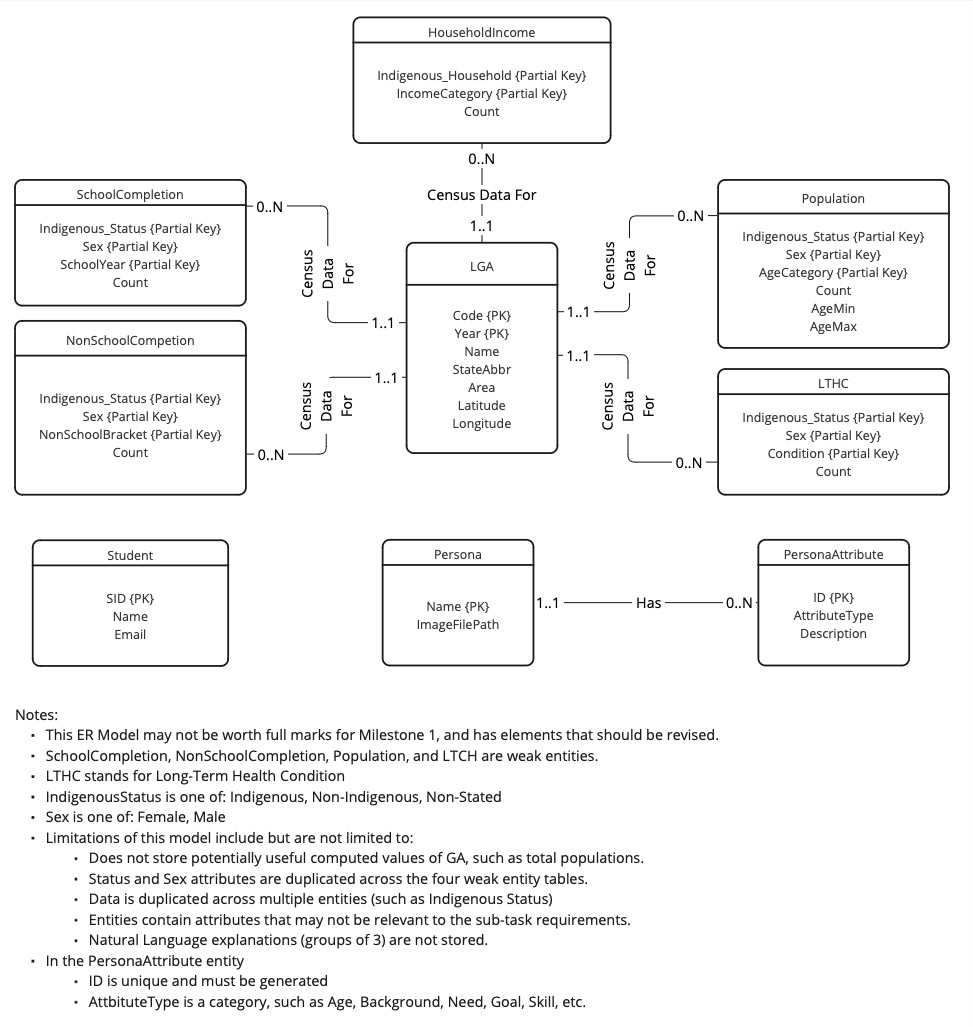 HouseholdIncome
Indigenous_Household {Partial Key}
IncomeCategory {Partial Key}
Count
0..N
Census Data For
1..1
SchoolCompletion
Indigenous_Status {Partial Key}
Sex {Partial Key}
SchoolYear {Partial Key}
Count
0..N
Census
Data
For
1..1
NonSchoolCompetion
Indigenous_Status {Partial Key}
Sex {Partial Key}
NonSchoolBracket {Partial Key}
Count
0..N
Census
Data
For
1..1
LGA
Code {PK}
Year {PK}
Name
StateAbbr
Area
Latitude
Longitude
1..1
Census
Data
For
0..N
Population
Indigenous_Status {Partial Key}
Sex {Partial Key}
AgeCategory {Partial Key}
Count
AgeMin
AgeMax
1..1
Census
Data
For
0..N
LTHC
Indigenous_Status {Partial Key}
Sex {Partial Key}
Condition {Partial Key}
Count
Student
SID {PK}
Name
Email
Persona
Name {PK}
ImageFilePath
1..1
Has
0..N
PersonaAttribute
ID {PK}
AttributeType
Description
Notes:
· This ER Model may not be worth full marks for Milestone 1, and has elements that should be revised.
· SchoolCompletion, NonSchoolCompletion, Population, and LTCH are weak entities.
· LTHC stands for Long-Term Health Condition
· IndigenousStatus is one of: Indigenous, Non-Indigenous, Non-Stated
· Sex is one of: Female, Male
· Limitations of this model include but are not limited to:
· Does not store potentially useful computed values of GA, such as total populations.
· Status and Sex attributes are duplicated across the four weak entity tables.
· Data is duplicated across multiple entities (such as Indigenous Status)
· Entities contain attributes that may not be relevant to the sub-task requirements.
· Natural Language explanations (groups of 3) are not stored.
· In the PersonaAttribute entity
· ID is unique and must be generated
· AttbituteType is a category, such as Age, Background, Need, Goal, Skill, etc.